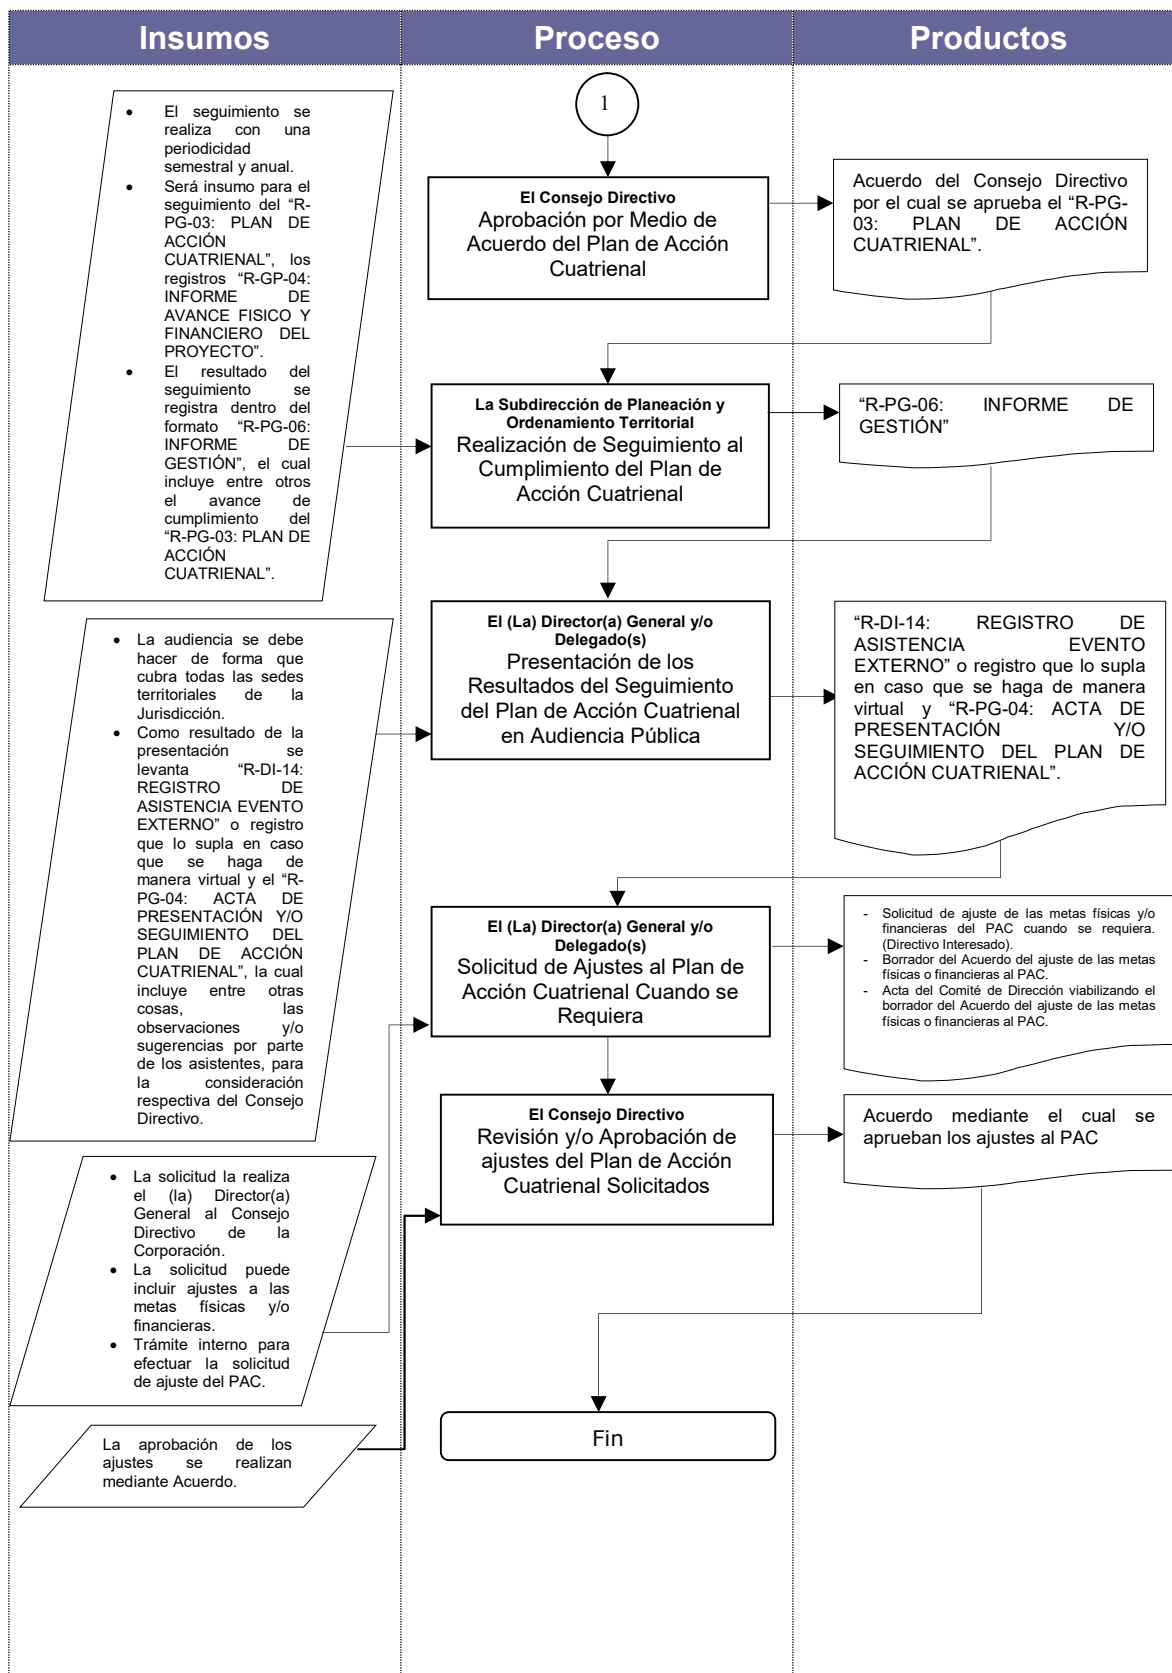 Insumos
Proceso
Productos
1
• El seguimiento se
realiza con una
periodicidad
semestral y anual.
• Será insumo para el
seguimiento del “R-
PG-03: PLAN DE
ACCIÓN
CUATRIENAL”, los
registros “R-GP-04:
INFORME DE
AVANCE FISICO Y
FINANCIERO DEL
PROYECTO”.
• El resultado del
seguimiento se
registra dentro del
formato “R-PG-06:
INFORME DE
GESTIÓN”, el cual
incluye entre otros
el avance de
cumplimiento del
“R-PG-03: PLAN DE
ACCIÓN
CUATRIENAL”.
El Consejo Directivo
Aprobación por Medio de
Acuerdo del Plan de Acción
Cuatrienal
Acuerdo del Consejo Directivo
por el cual se aprueba el “R-PG-
03: PLAN DE ACCIÓN
CUATRIENAL”.
La Subdirección de Planeación y
Ordenamiento Territorial
Realización de Seguimiento al
Cumplimiento del Plan de
Acción Cuatrienal
“R-PG-06: INFORME DE
GESTIÓN”
• La audiencia se debe
hacer de forma que
cubra todas las sedes
territoriales de la
Jurisdicción.
• Como resultado de la
presentación se
levanta “R-DI-14:
REGISTRO DE
ASISTENCIA EVENTO
EXTERNO” o registro
que lo supla en caso
que se haga de
manera virtual y el “R-
PG-04: ACTA DE
PRESENTACIÓN Y/O
SEGUIMIENTO DEL
PLAN DE ACCIÓN
CUATRIENAL”, la cual
incluye entre otras
cosas, las
observaciones y/o
sugerencias por parte
de los asistentes, para
la consideración
respectiva del Consejo
Directivo.
El (La) Director(a) General y/o
Delegado(s)
Presentación de los
Resultados del Seguimiento
del Plan de Acción Cuatrienal
en Audiencia Pública
“R-DI-14: REGISTRO DE
ASISTENCIA EVENTO
EXTERNO” o registro que lo supla
en caso que se haga de manera
virtual y “R-PG-04: ACTA DE
PRESENTACIÓN Y/O
SEGUIMIENTO DEL PLAN DE
ACCIÓN CUATRIENAL”.
El (La) Director(a) General y/o
Delegado(s)
Solicitud de Ajustes al Plan de
Acción Cuatrienal Cuando se
Requiera
- Solicitud de ajuste de las metas físicas y/o
financieras del PAC cuando se requiera.
(Directivo Interesado).
- Borrador del Acuerdo del ajuste de las metas
físicas o financieras al PAC.
- Acta del Comité de Dirección viabilizando el
borrador del Acuerdo del ajuste de las metas
físicas o financieras al PAC.
• La solicitud la realiza
el (la) Director(a)
General al Consejo
Directivo de la
Corporación.
• La solicitud puede
incluir ajustes a las
metas físicas y/o
financieras.
• Trámite interno para
efectuar la solicitud
de ajuste del PAC.
El Consejo Directivo
Revisión y/o Aprobación de
ajustes del Plan de Acción
Cuatrienal Solicitados
Acuerdo mediante el cual se
aprueban los ajustes al PAC
La aprobación de los
ajustes se realizan
mediante Acuerdo.
Fin